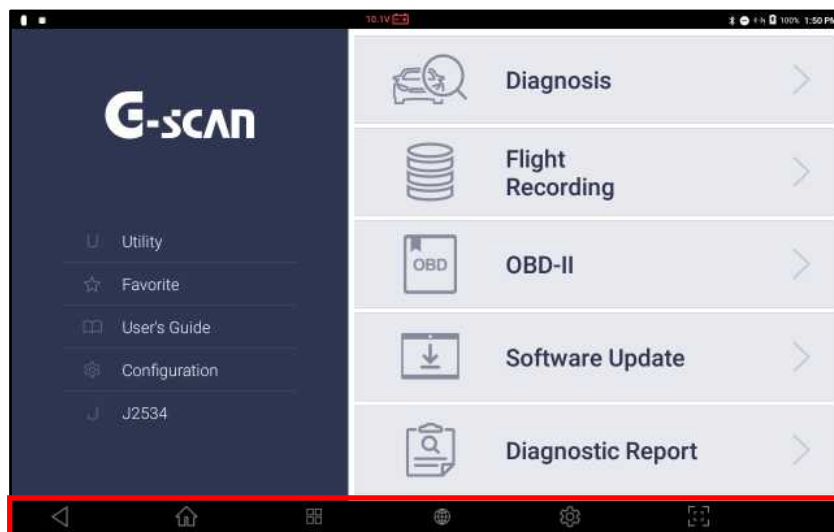 10.1V
100% 1:50 PM
G-scan
U Utility
Favorite
User's Guide
Configuration
J J2534
Diagnosis
Flight
Recording
OBD
OBD-II
Software Update
Diagnostic Report